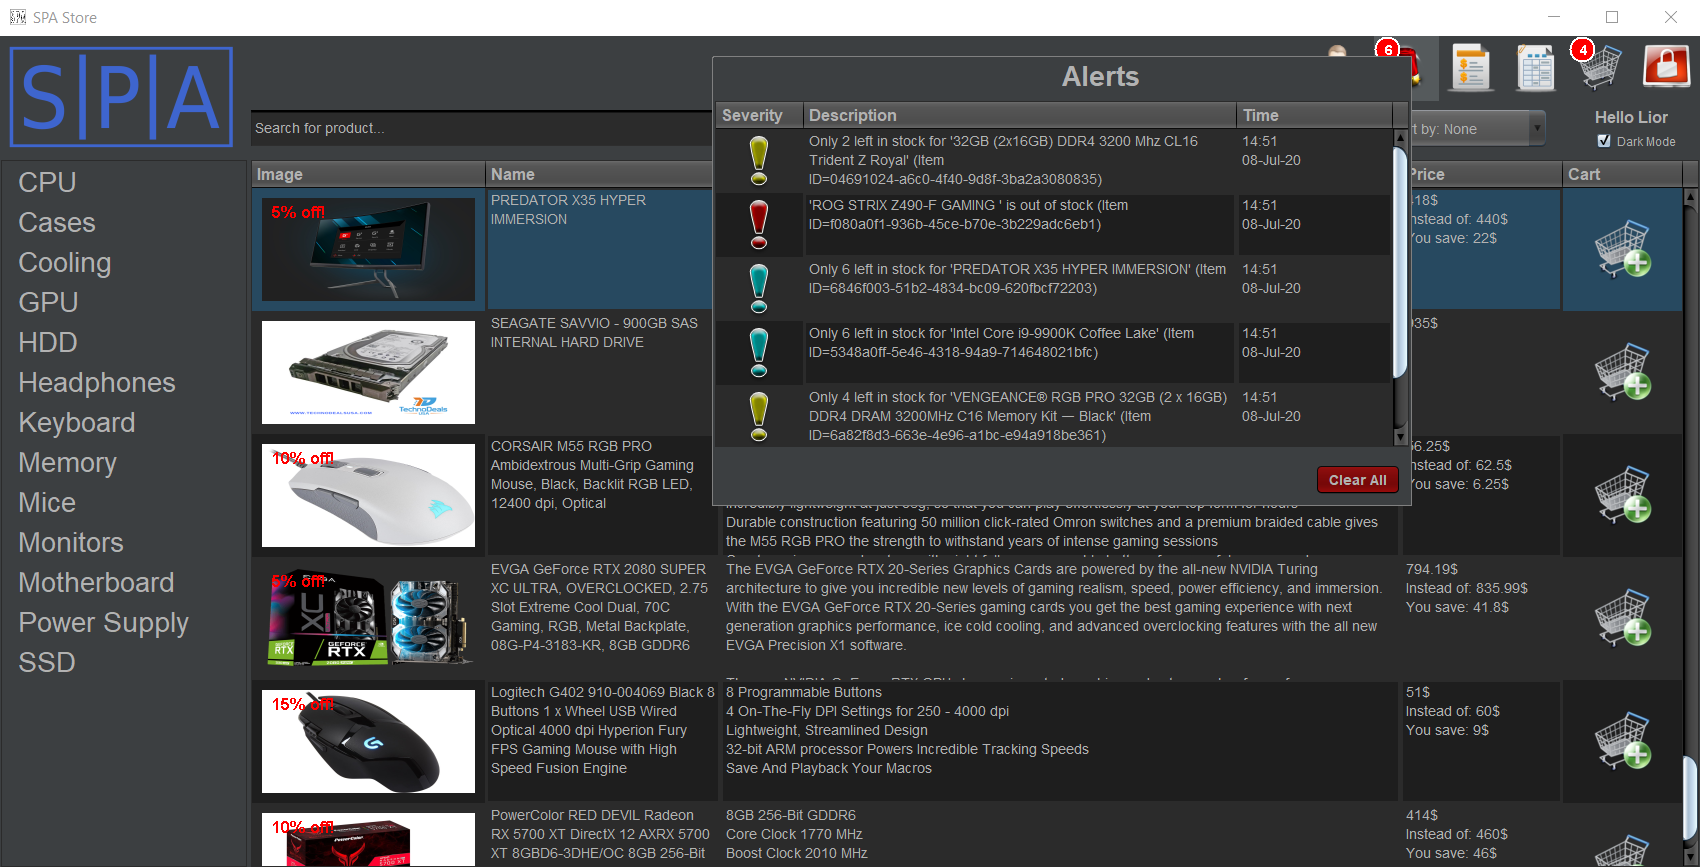 SPA Store
S|P|A
6
4
Alerts
Search for product...
Sort by: None
Hello Lior
Dark Mode
CPU
Cases
Cooling
GPU
HDD
Headphones
Keyboard
Memory
Mice
Monitors
Motherboard
Power Supply
SSD
Severity Description Time
Only 2 left in stock for '32GB (2x16GB) DDR4 3200 Mhz CL16
Trident Z Royal' (Item
ID=04691024-a6c0-4f40-9d8f-3ba2a3080835)
14:51
08-Jul-20
'ROG STRIX Z490-F GAMING ' is out of stock (Item
ID=f080a0f1-936b-45ce-b70e-3b229adc6eb1)
14:51
08-Jul-20
Only 6 left in stock for 'PREDATOR X35 HYPER IMMERSION' (Item
ID=6846f003-51b2-4834-bc09-620fbcf72203)
14:51
08-Jul-20
Only 6 left in stock for 'Intel Core i9-9900K Coffee Lake' (Item
ID=5348a0ff-5e46-4318-94a9-714648021bfc)
14:51
08-Jul-20
Only 4 left in stock for 'VENGEANCE® RGB PRO 32GB (2 x 16GB)
DDR4 DRAM 3200MHz C16 Memory Kit — Black' (Item
ID=6a82f8d3-663e-4e96-a1bc-e94a918be361)
14:51
08-Jul-20
Clear All
Image Name Price Cart
5% off!
PREDATOR X35 HYPER
IMMERSION
418$
Instead of: 440$
You save: 22$
TechnoDeals
USA
WWW.TECHNODEALSUSA.COM
SEAGATE SAVVIO - 900GB SAS
INTERNAL HARD DRIVE
935$
10% off!
CORSAIR M55 RGB PRO
Ambidextrous Multi-Grip Gaming
Mouse, Black, Backlit RGB LED,
12400 dpi, Optical
Durable construction featuring 50 million click-rated Omron switches and a premium braided cable gives
the M55 RGB PRO the strength to withstand years of intense gaming sessions
56.25$
Instead of: 62.5$
You save: 6.25$
5% off!
XC
GEFORCE
RTX
RTX
EVGA GeForce RTX 2080 SUPER
XC ULTRA, OVERCLOCKED, 2.75
Slot Extreme Cool Dual, 70C
Gaming, RGB, Metal Backplate,
08G-P4-3183-KR, 8GB GDDR6
The EVGA GeForce RTX 20-Series Graphics Cards are powered by the all-new NVIDIA Turing
architecture to give you incredible new levels of gaming realism, speed, power efficiency, and immersion.
With the EVGA GeForce RTX 20-Series gaming cards you get the best gaming experience with next
generation graphics performance, ice cold cooling, and advanced overclocking features with the all new
EVGA Precision X1 software.
794.19$
Instead of: 835.99$
You save: 41.8$
15% off!
Logitech G402 910-004069 Black 8
Buttons 1 x Wheel USB Wired
Optical 4000 dpi Hyperion Fury
FPS Gaming Mouse with High
Speed Fusion Engine
8 Programmable Buttons
4 On-The-Fly DPI Settings for 250 - 4000 dpi
Lightweight, Streamlined Design
32-bit ARM processor Powers Incredible Tracking Speeds
Save And Playback Your Macros
51$
Instead of: 60$
You save: 9$
10% off!
PowerColor
PowerColor RED DEVIL Radeon
RX 5700 XT DirectX 12 AXRX 5700
XT 8GBD6-3DHE/OC 8GB 256-Bit
8GB 256-Bit GDDR6
Core Clock 1770 MHz
Boost Clock 2010 MHz
414$
Instead of: 460$
You save: 46$